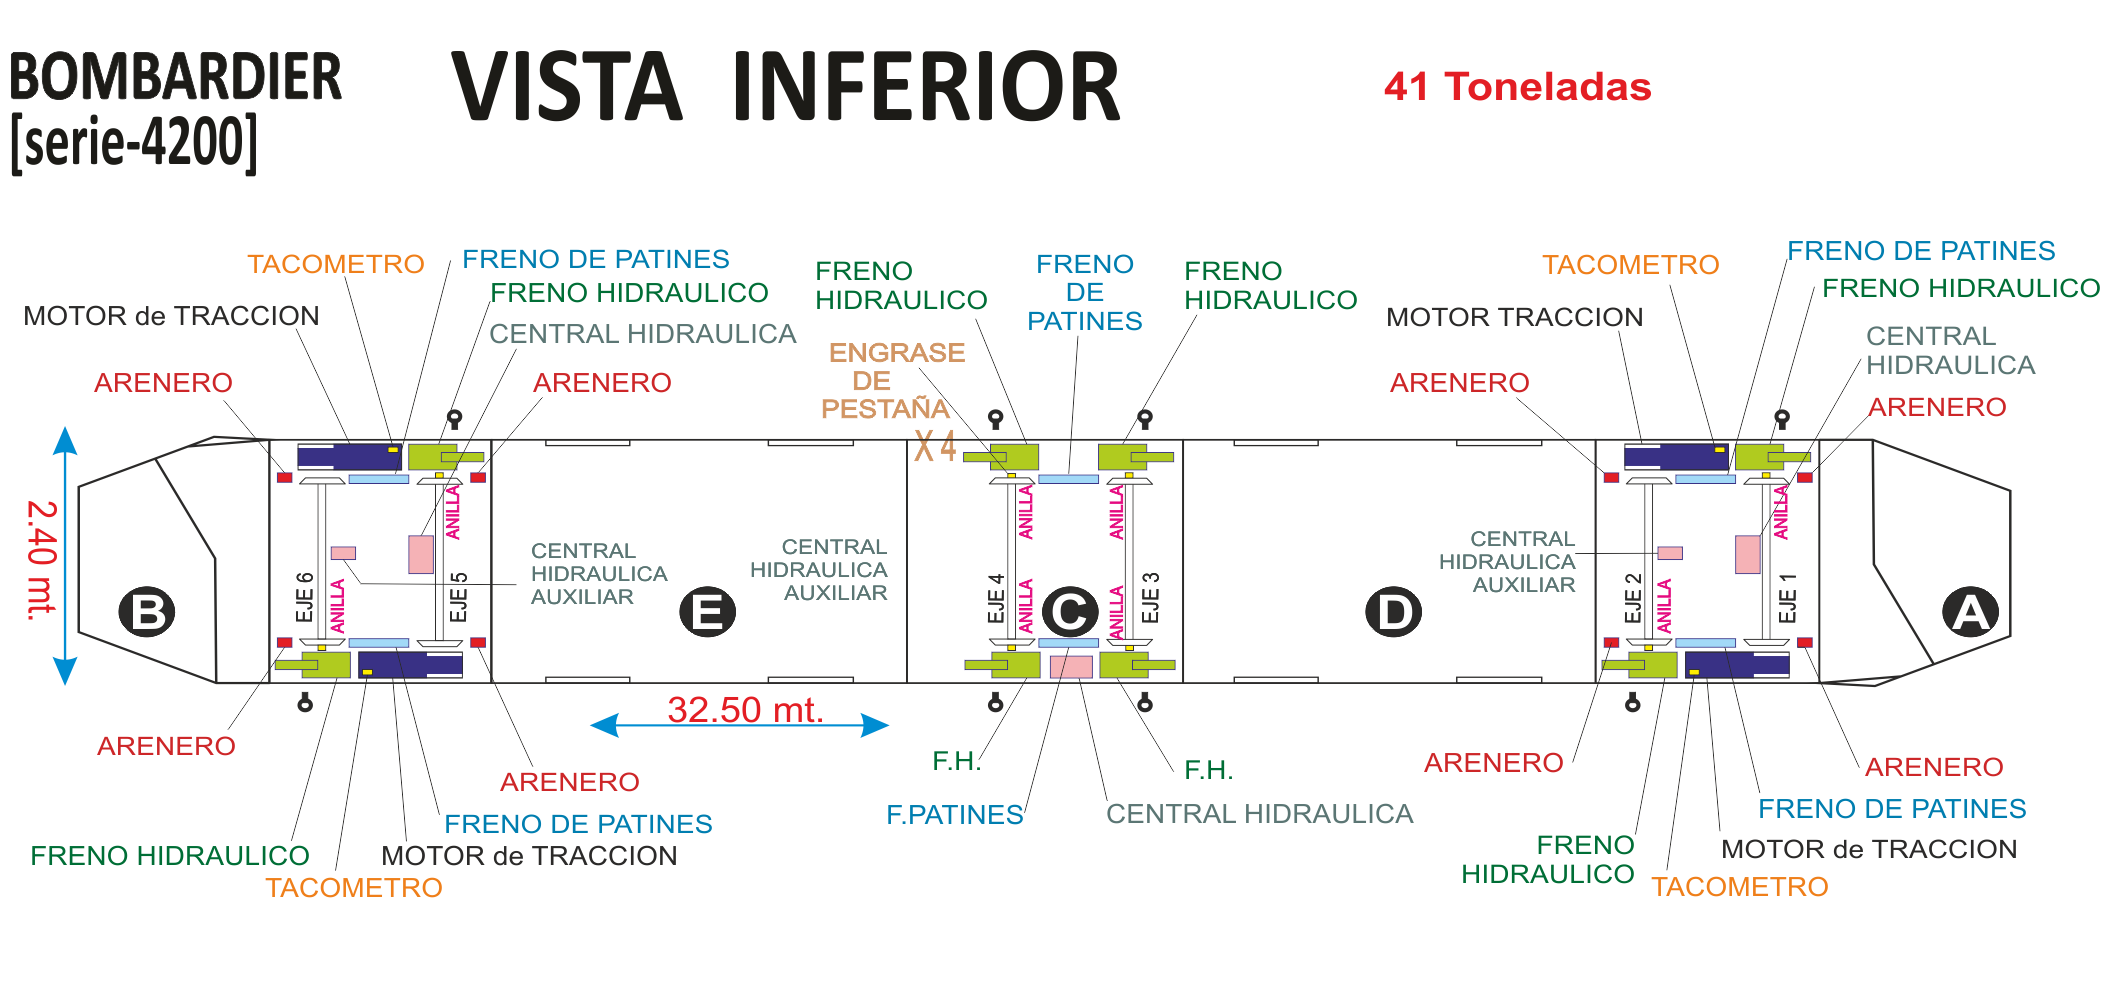 BOMBARDIER
[serie-4200]
VISTA INFERIOR
41 Toneladas
TACOMETRO
FRENO DE PATINES
FRENO HIDRAULICO
MOTOR de TRACCION
CENTRAL HIDRAULICA
ARENERO
ARENERO
FRENO
HIDRAULICO
FRENO
DE
PATINES
FRENO
HIDRAULICO
ENGRASE
DE
PESTAÑA
X 4
TACOMETRO
FRENO DE PATINES
FRENO HIDRAULICO
MOTOR TRACCION
CENTRAL
HIDRAULICA
ARENERO
ARENERO
2.40 mt.
B
EJE 6
ANILLA
ANILLA
EJE 5
CENTRAL
HIDRAULICA
AUXILIAR
E
CENTRAL
HIDRAULICA
AUXILIAR
EJE 4
ANILLA
ANILLA
C
ANILLA
ANILLA
EJE 3
D
CENTRAL
HIDRAULICA
AUXILIAR
EJE 2
ANILLA
ANILLA
EJE 1
A
32.50 mt.
ARENERO
ARENERO
FRENO DE PATINES
FRENO HIDRAULICO
MOTOR de TRACCION
TACOMETRO
F.H.
F.H.
F.PATINES
CENTRAL HIDRAULICA
ARENERO
ARENERO
FRENO DE PATINES
FRENO
HIDRAULICO
MOTOR de TRACCION
TACOMETRO